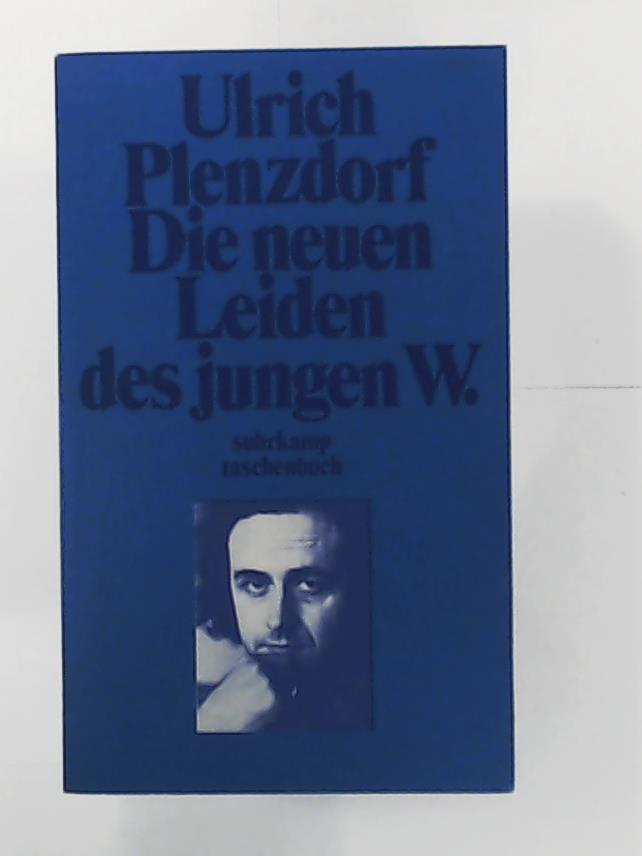 Ulrich
Plenzdorf
Die neuen
Leiden
des jungen W.
suhrkamp
taschenbuch